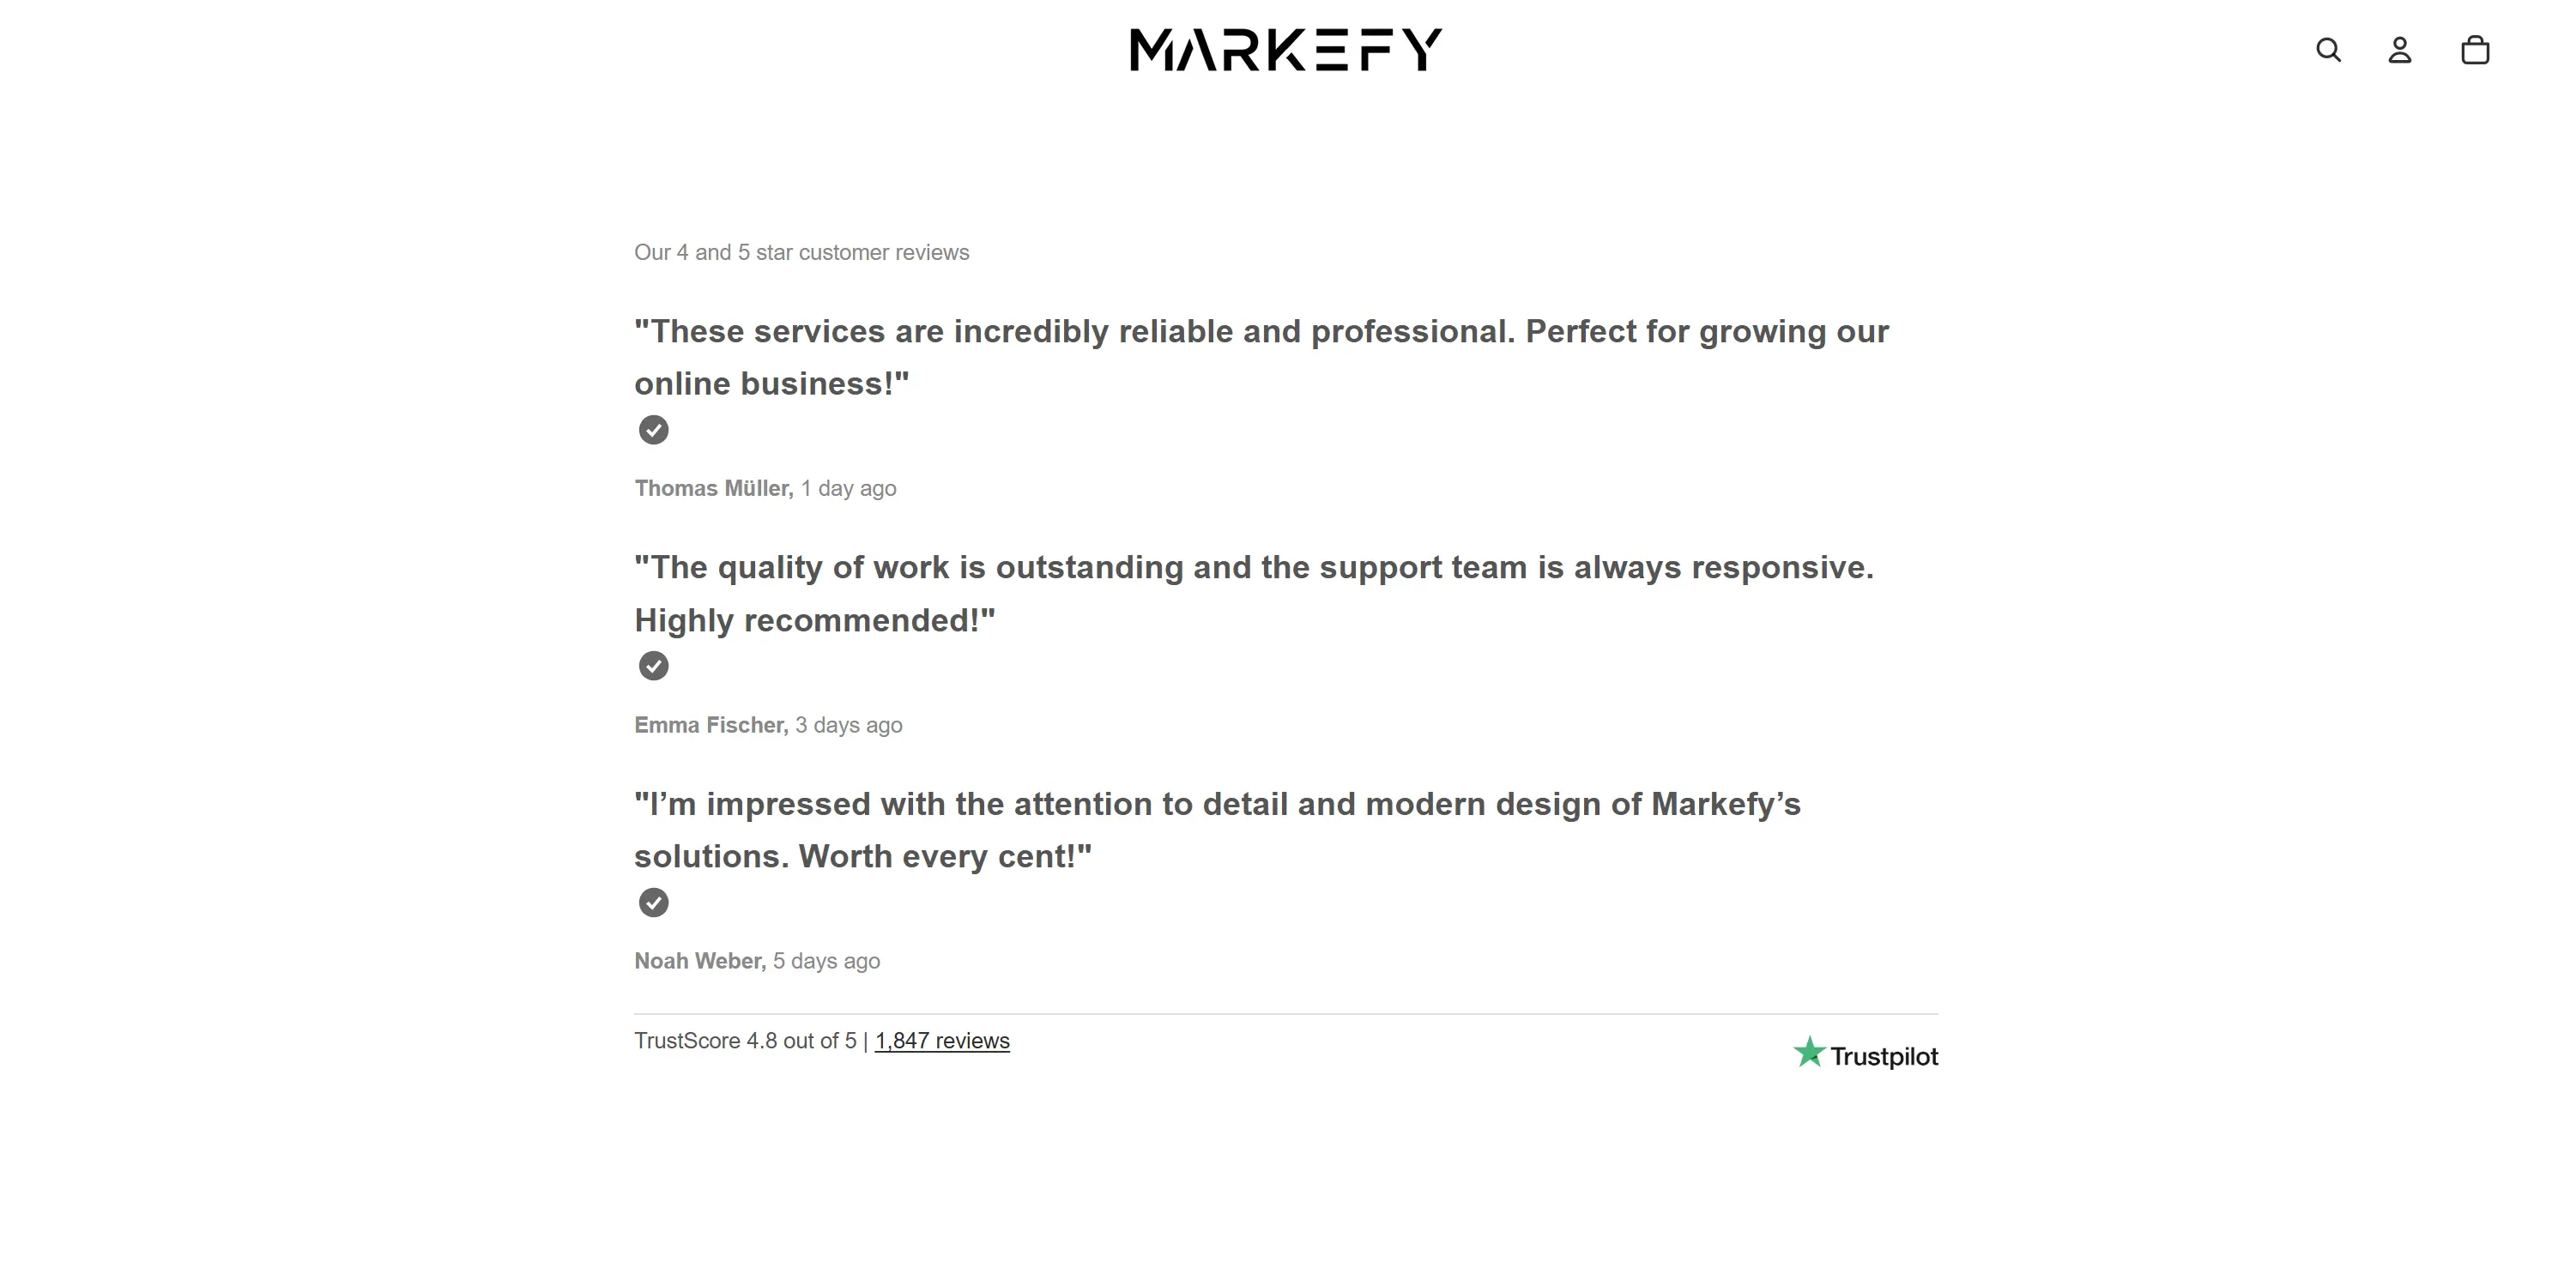 MARKEFY
Our 4 and 5 star customer reviews
"These services are incredibly reliable and professional. Perfect for growing our
online business!"
Thomas Müller, 1 day ago
"The quality of work is outstanding and the support team is always responsive.
Highly recommended!"
Emma Fischer, 3 days ago
"I’m impressed with the attention to detail and modern design of Markefy’s
solutions. Worth every cent!"
Noah Weber, 5 days ago
TrustScore 4.8 out of 5 | 1,847 reviews
Trustpilot